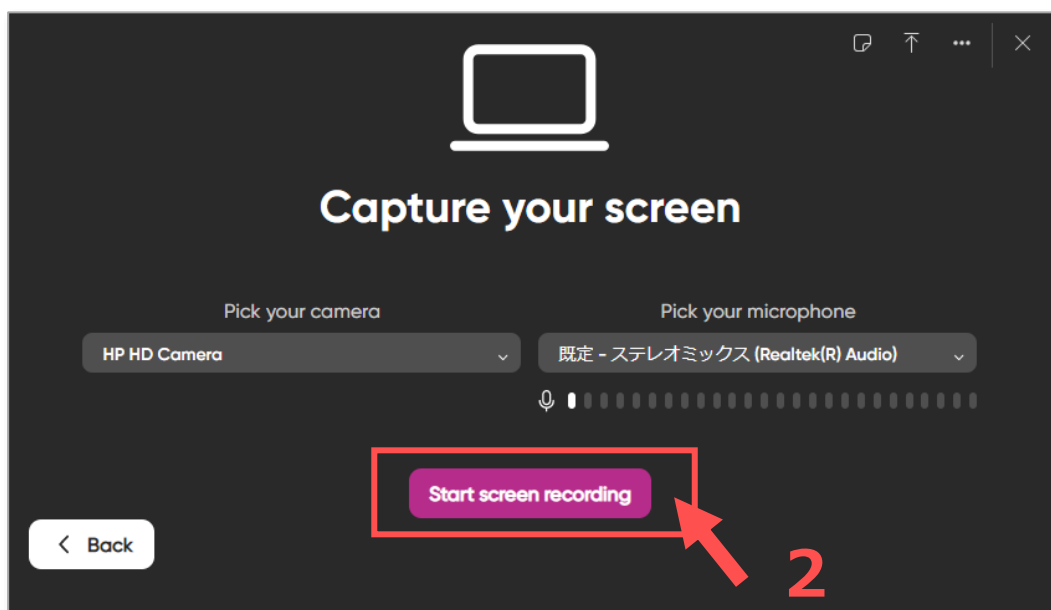 Capture your screen
Pick your camera
Pick your microphone
HP HD Camera
既定 - ステレオミックス (Realtek(R) Audio)
Start screen recording
Back
2